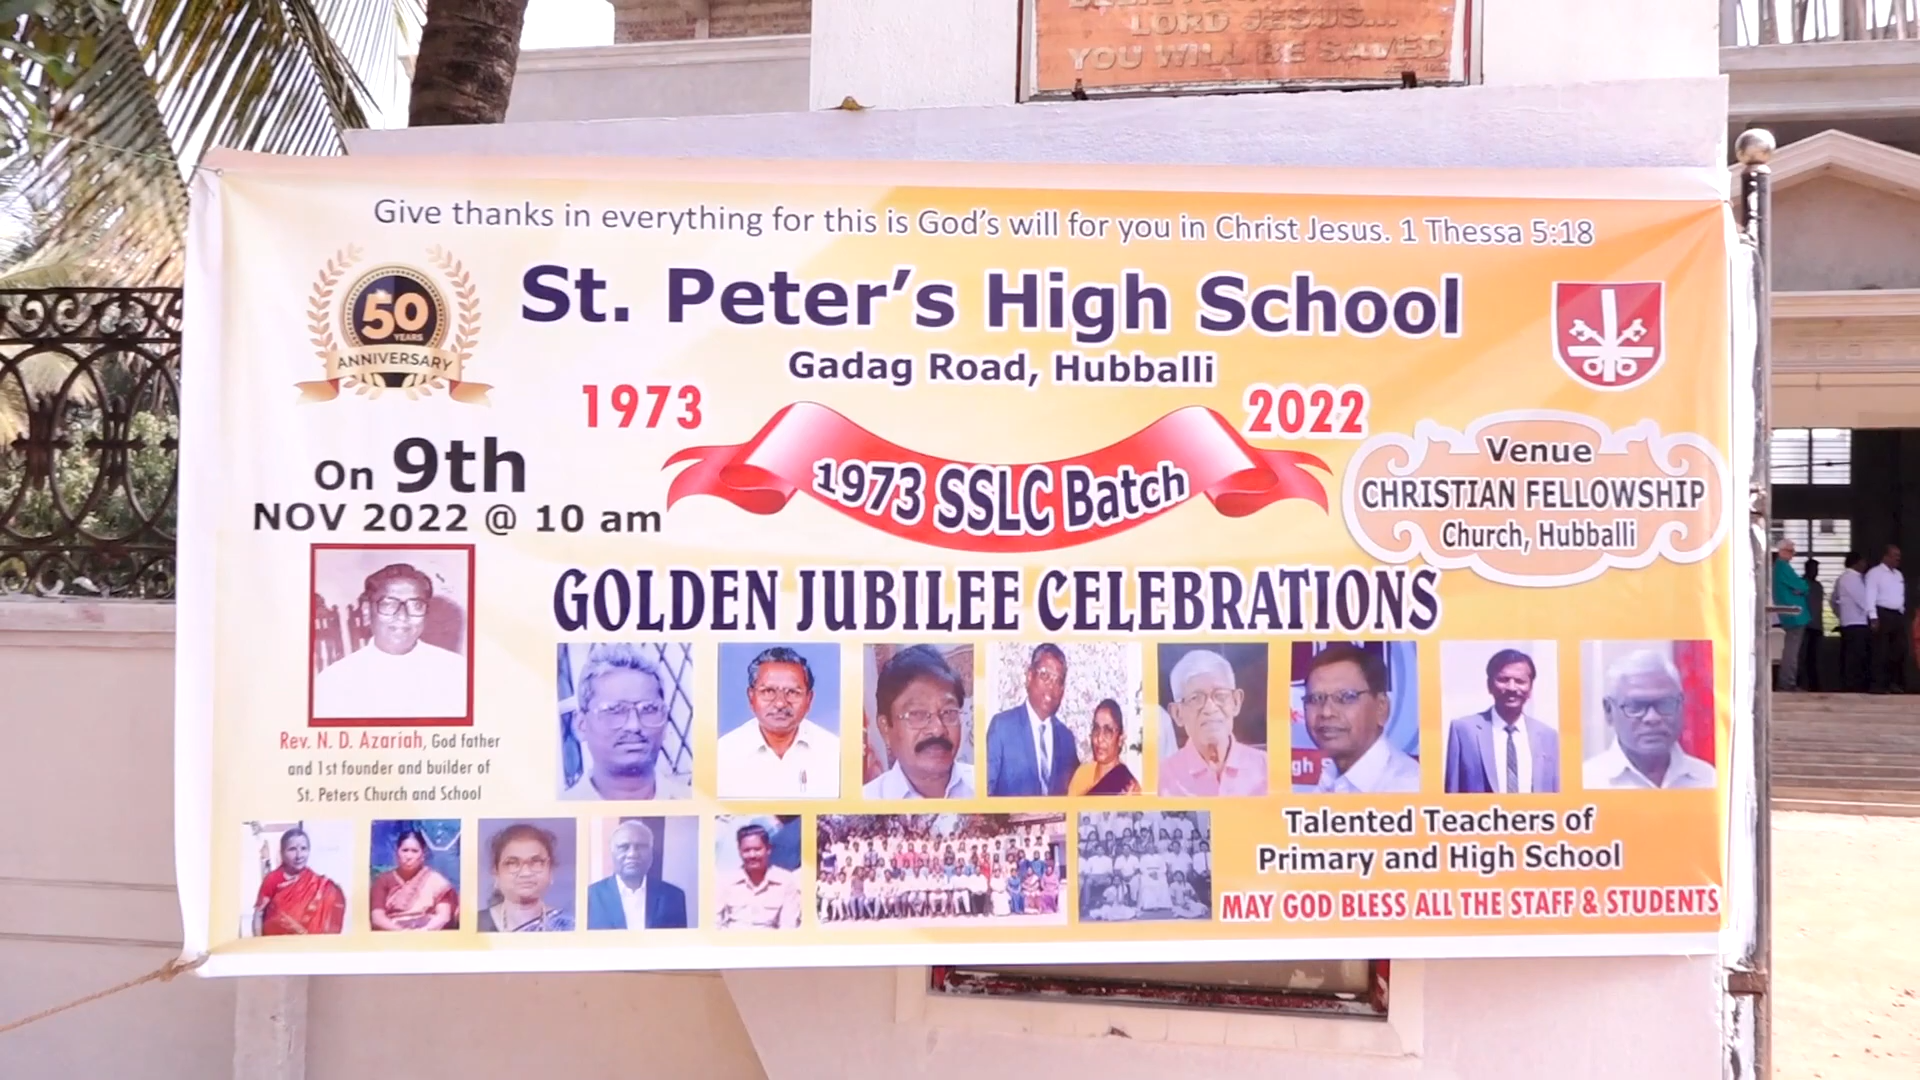 LORD JESUS...
YOU WILL BE SAVED
Give thanks in everything for this is God's will for you in Christ Jesus. 1 Thessa 5:18
50
YEARS
ANNIVERSARY
St. Peter's High School
Gadag Road, Hubballi
1973
2022
1973 SSLC Batch
On 9th
NOV 2022 @ 10 am
Venue
CHRISTIAN FELLOWSHIP
Church, Hubballi
GOLDEN JUBILEE CELEBRATIONS
Rev. N. D. Azariah, God father
and 1st founder and builder of
St. Peters Church and School
Talented Teachers of
Primary and High School
MAY GOD BLESS ALL THE STAFF & STUDENTS